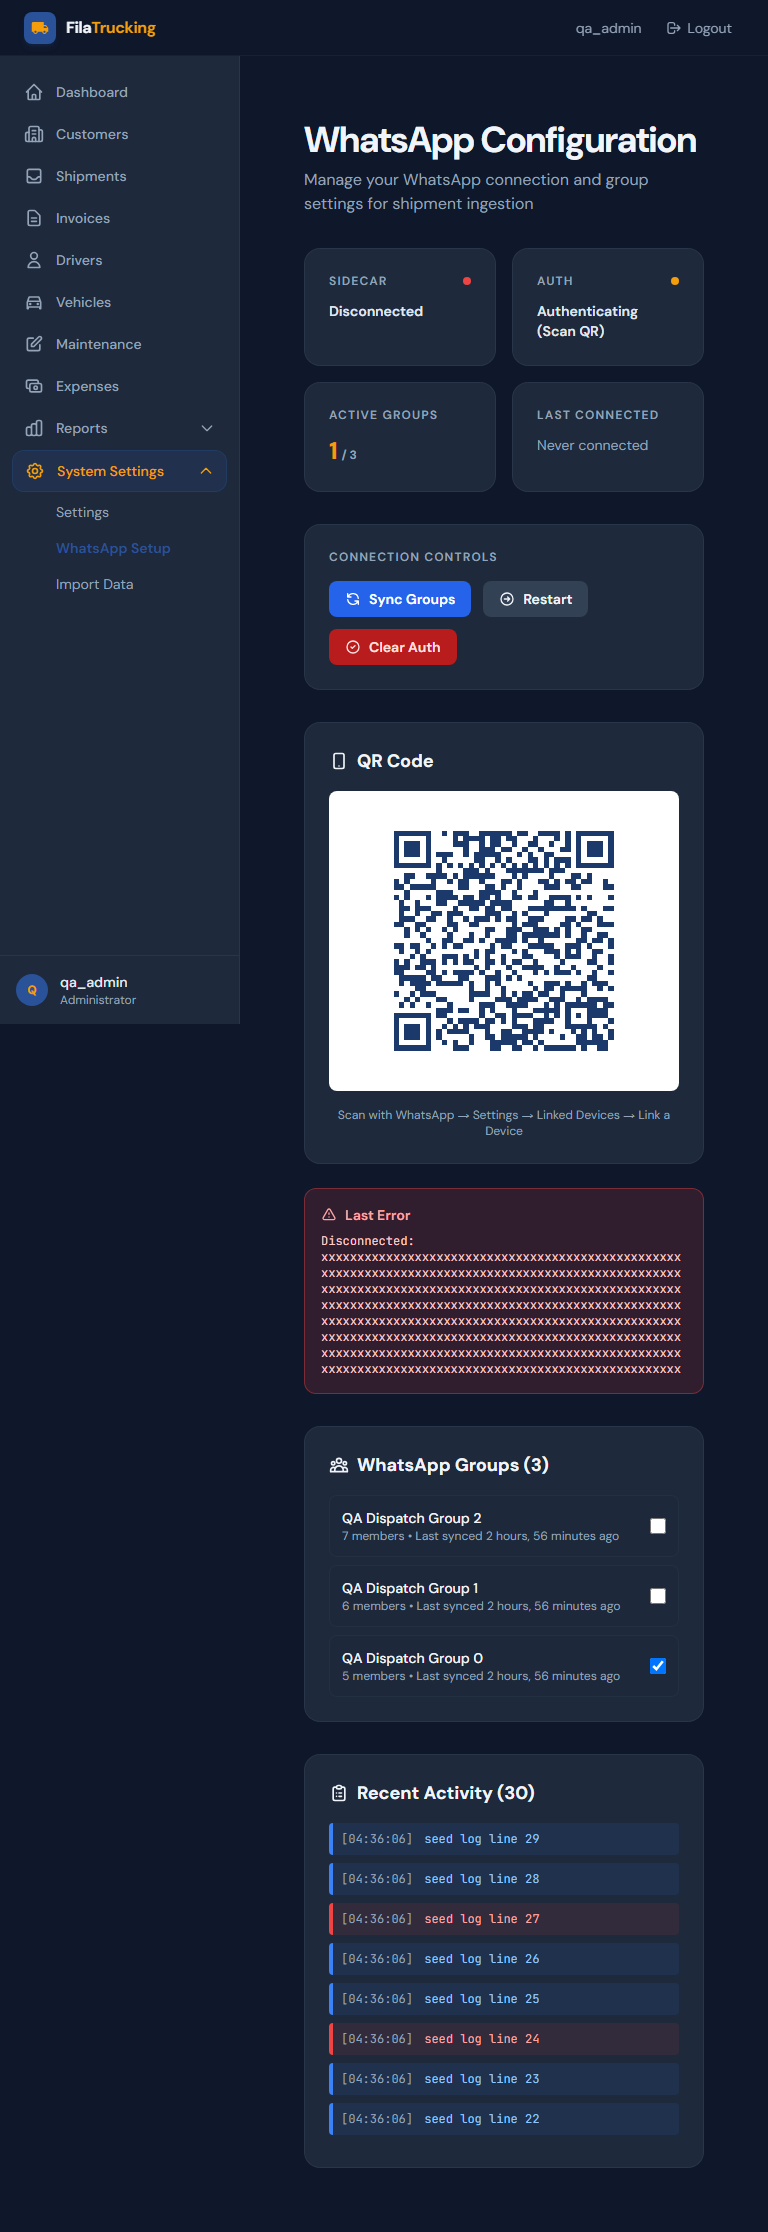 FilaTrucking
qa_admin
Logout
Dashboard
Customers
Shipments
Invoices
Drivers
Vehicles
Maintenance
Expenses
Reports
System Settings
Settings
WhatsApp Setup
Import Data
Q
qa_admin
Administrator
WhatsApp Configuration
Manage your WhatsApp connection and group
settings for shipment ingestion
SIDECAR
Disconnected
AUTH
Authenticating
(Scan QR)
ACTIVE GROUPS
1 / 3
LAST CONNECTED
Never connected
CONNECTION CONTROLS
Sync Groups
Restart
Clear Auth
QR Code
Scan with WhatsApp → Settings → Linked Devices → Link a
Device
Last Error
Disconnected:
xxxxxxxxxxxxxxxxxxxxxxxxxxxxxxxxxxxxxxxxxxxxxxxxxx
xxxxxxxxxxxxxxxxxxxxxxxxxxxxxxxxxxxxxxxxxxxxxxxxxx
xxxxxxxxxxxxxxxxxxxxxxxxxxxxxxxxxxxxxxxxxxxxxxxxxx
xxxxxxxxxxxxxxxxxxxxxxxxxxxxxxxxxxxxxxxxxxxxxxxxxx
xxxxxxxxxxxxxxxxxxxxxxxxxxxxxxxxxxxxxxxxxxxxxxxxxx
xxxxxxxxxxxxxxxxxxxxxxxxxxxxxxxxxxxxxxxxxxxxxxxxxx
xxxxxxxxxxxxxxxxxxxxxxxxxxxxxxxxxxxxxxxxxxxxxxxxxx
xxxxxxxxxxxxxxxxxxxxxxxxxxxxxxxxxxxxxxxxxxxxxxxxxx
WhatsApp Groups (3)
QA Dispatch Group 2
7 members • Last synced 2 hours, 56 minutes ago
QA Dispatch Group 1
6 members • Last synced 2 hours, 56 minutes ago
QA Dispatch Group 0
5 members • Last synced 2 hours, 56 minutes ago
Recent Activity (30)
[04:36:06] seed log line 29
[04:36:06] seed log line 28
[04:36:06] seed log line 27
[04:36:06] seed log line 26
[04:36:06] seed log line 25
[04:36:06] seed log line 24
[04:36:06] seed log line 23
[04:36:06] seed log line 22